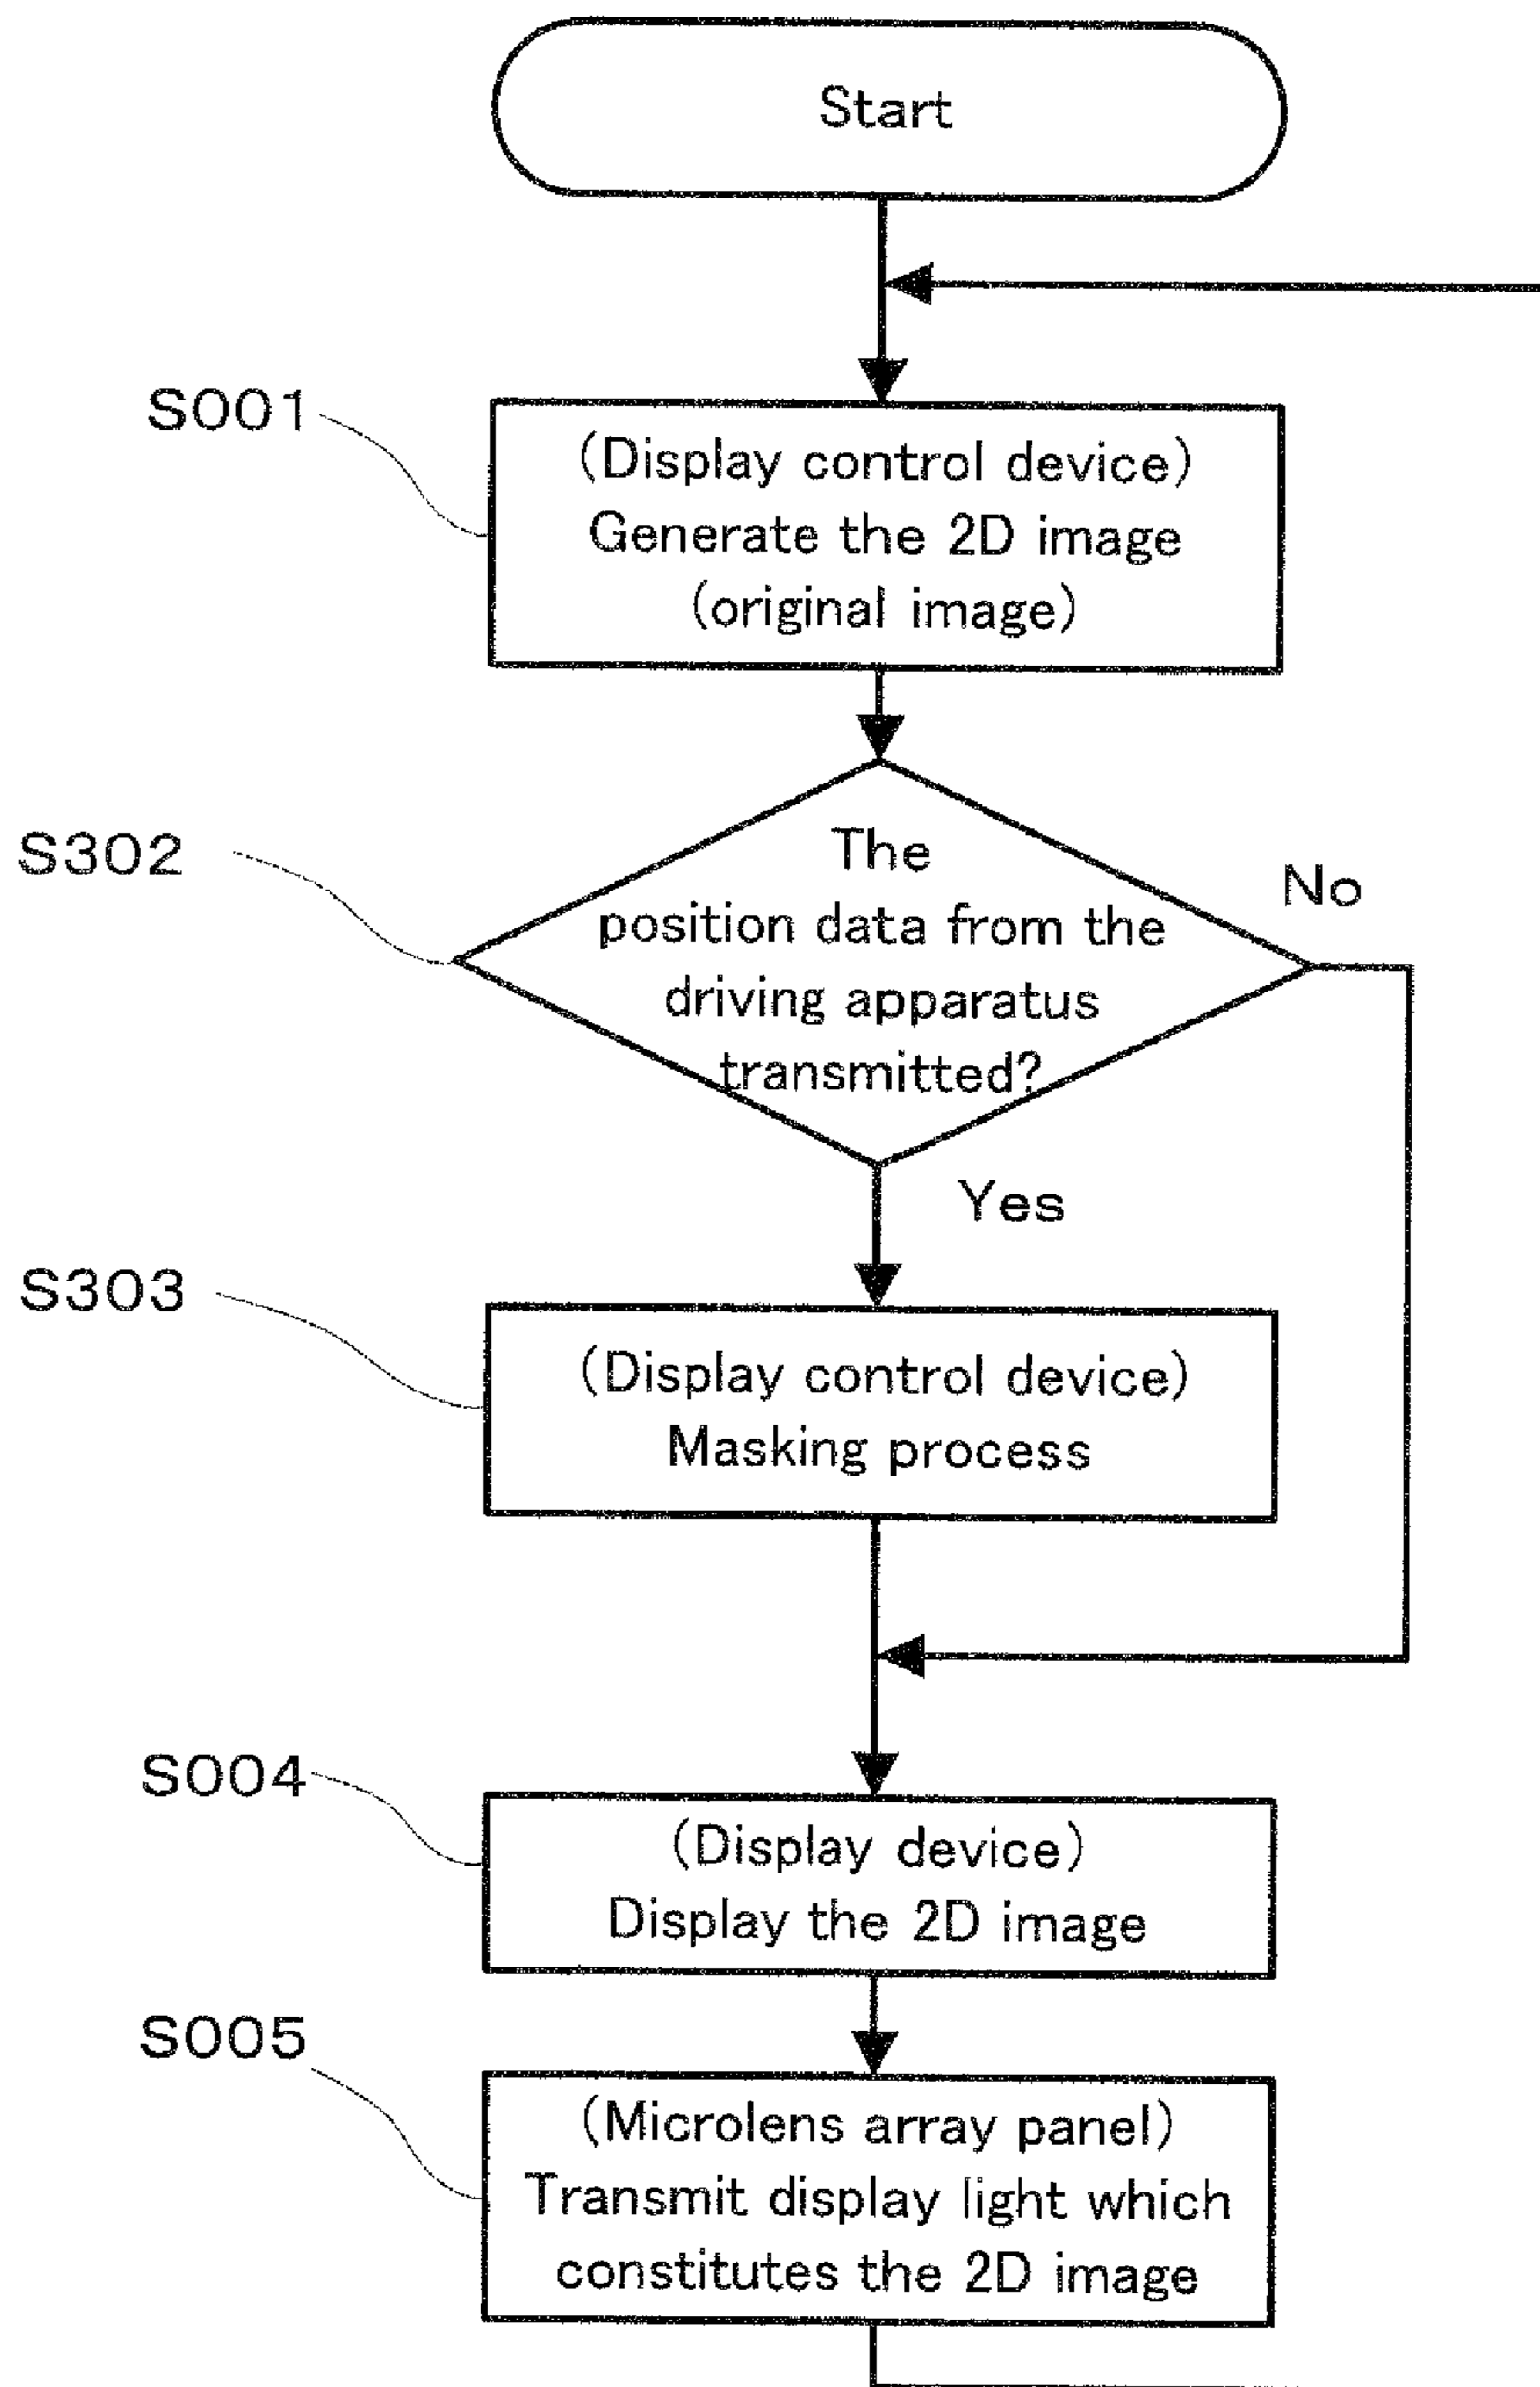 Start
S001
(Display control device)
Generate the 2D image
(original image)
S302
The
position data from the
driving apparatus
transmitted?
No
Yes
S303
(Display control device)
Masking process
S004
(Display device)
Display the 2D image
S005
(Microlens array panel)
Transmit display light which
constitutes the 2D image